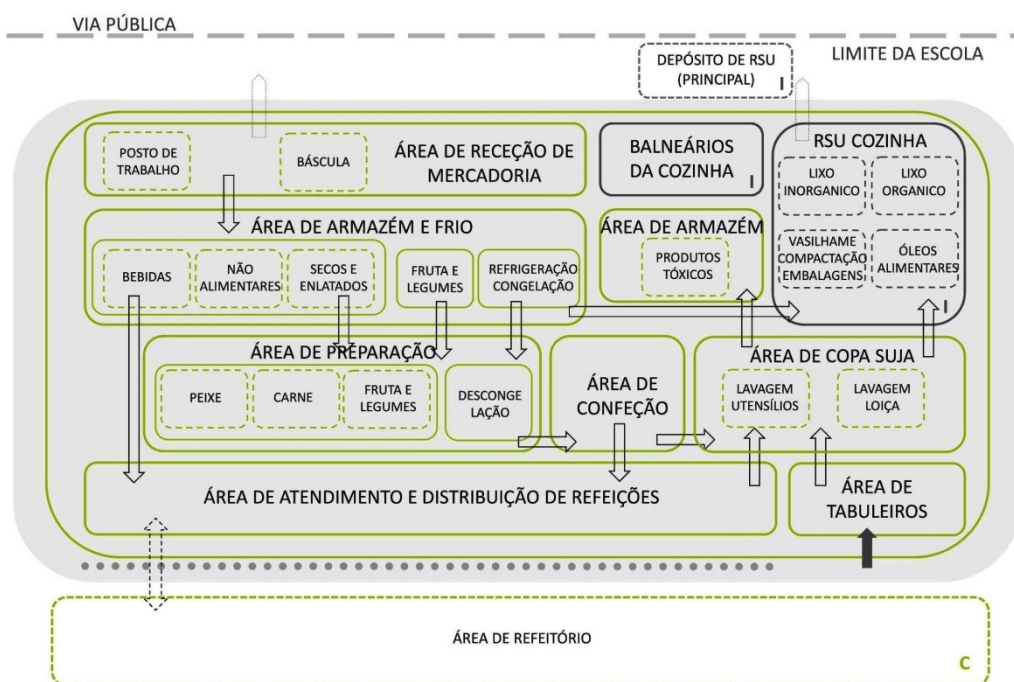 VIA PÚBLICA
LIMITE DA ESCOLA
DEPÓSITO DE RSU
(PRINCIPAL)
I
POSTO DE
TRABALHO
BÁSCULA
ÁREA DE RECEÇÃO DE
MERCADORIA
BALNEÁRIOS
DA COZINHA
I
RSU COZINHA
LIXO
INORGANICO
LIXO
ORGANICO
VASILHAME
COMPACTAÇÃO
EMBALAGENS
ÓLEOS
ALIMENTARES
I
ÁREA DE ARMAZÉM E FRIO
BEBIDAS
NÃO
ALIMENTARES
SECOS E
ENLATADOS
FRUTA E
LEGUMES
REFRIGERAÇÃO
CONGELAÇÃO
ÁREA DE ARMAZÉM
PRODUTOS
TÓXICOS
ÁREA DE PREPARAÇÃO
PEIXE
CARNE
FRUTA E
LEGUMES
DESCONGE
LAÇÃO
ÁREA DE
CONFEÇÃO
ÁREA DE COPA SUJA
LAVAGEM
UTENSÍLIOS
LAVAGEM
LOIÇA
ÁREA DE ATENDIMENTO E DISTRIBUIÇÃO DE REFEIÇÕES
ÁREA DE
TABULEIROS
ÁREA DE REFEITÓRIO
C